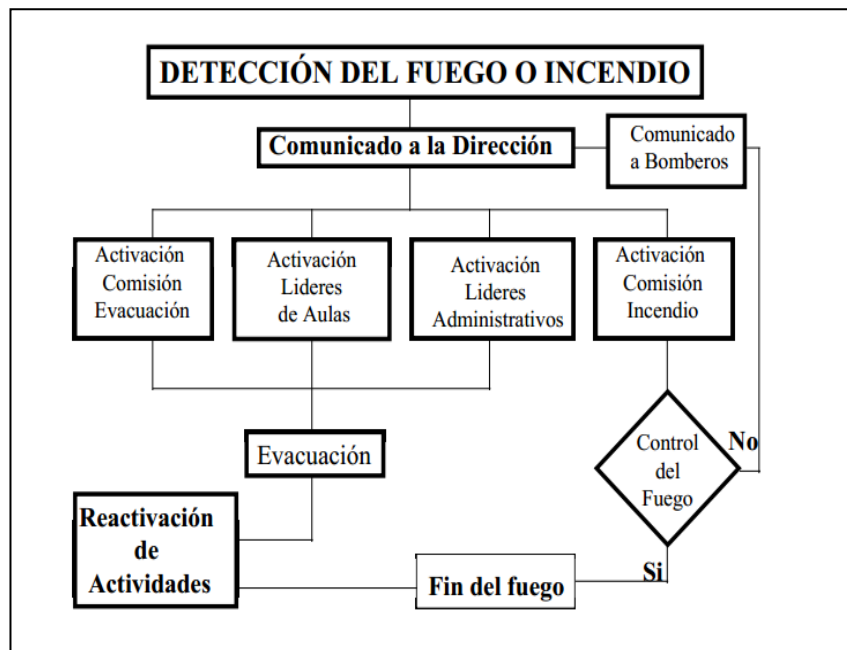 DETECCIÓN DEL FUEGO O INCENDIO
Comunicado a la Dirección
Comunicado
a Bomberos
Activación
Comisión
Evacuación
Activación
Lideres
de Aulas
Activación
Lideres
Administrativos
Activación
Comisión
Incendio
Evacuación
Control
del
Fuego
No
Si
Reactivación
de
Actividades
Fin del fuego